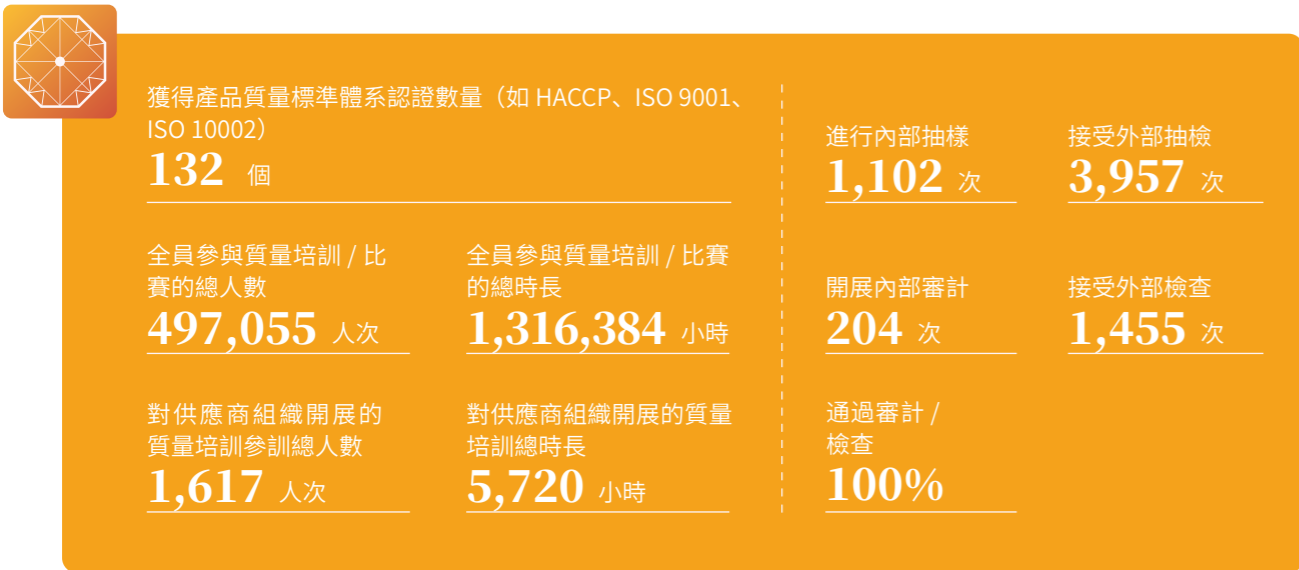 獲得產品質量標準體系認證數量（如 HACCP、ISO 9001、
ISO 10002）
132 個
全員參與質量培訓 / 比
賽的總人數
497,055 人次
全員參與質量培訓 / 比賽
的總時長
1,316,384 小時
對供應商組織開展的
質量培訓參訓總人數
1,617 人次
對供應商組織開展的質量
培訓總時長
5,720 小時
進行內部抽樣
1,102 次
接受外部抽檢
3,957 次
開展內部審計
204 次
接受外部檢查
1,455 次
通過審計 /
檢查
100%